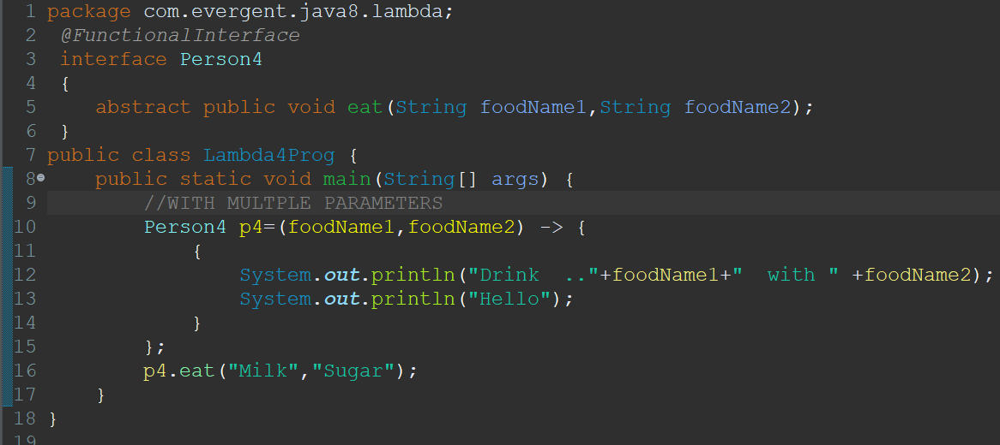 1 package com.evergent.java8.lambda;
2 @FunctionalInterface
3 interface Person4
4 {
5 abstract public void eat(String foodName1,String foodName2);
6 }
7 public class Lambda4Prog {
8 public static void main(String[] args) {
9 //WITH MULTPLE PARAMETERS
10 Person4 p4=(foodName1,foodName2) -> {
11 {
12 System.out.println("Drink  .."+foodName1+"  with " +foodName2);
13 System.out.println("Hello");
14 }
15 };
16 p4.eat("Milk","Sugar");
17 }
18 }
19